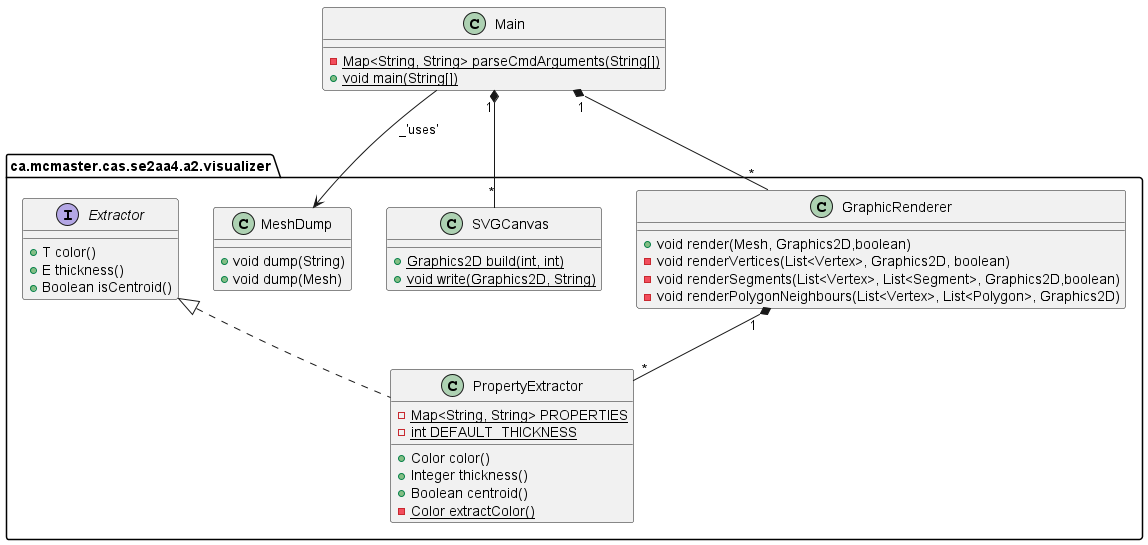 C Main
Map<String, String> parseCmdArguments(String[])
void main(String[])
1
1
_'uses'
ca.mcmaster.cas.se2aa4.a2.visualizer
*
*
I Extractor
T color()
E thickness()
Boolean isCentroid()
C MeshDump
void dump(String)
void dump(Mesh)
C SVGCanvas
Graphics2D build(int, int)
void write(Graphics2D, String)
C GraphicRenderer
void render(Mesh, Graphics2D,boolean)
void renderVertices(List<Vertex>, Graphics2D, boolean)
void renderSegments(List<Vertex>, List<Segment>, Graphics2D,boolean)
void renderPolygonNeighbours(List<Vertex>, List<Polygon>, Graphics2D)
1
*
C PropertyExtractor
Map<String, String> PROPERTIES
int DEFAULT_THICKNESS
Color color()
Integer thickness()
Boolean centroid()
Color extractColor()